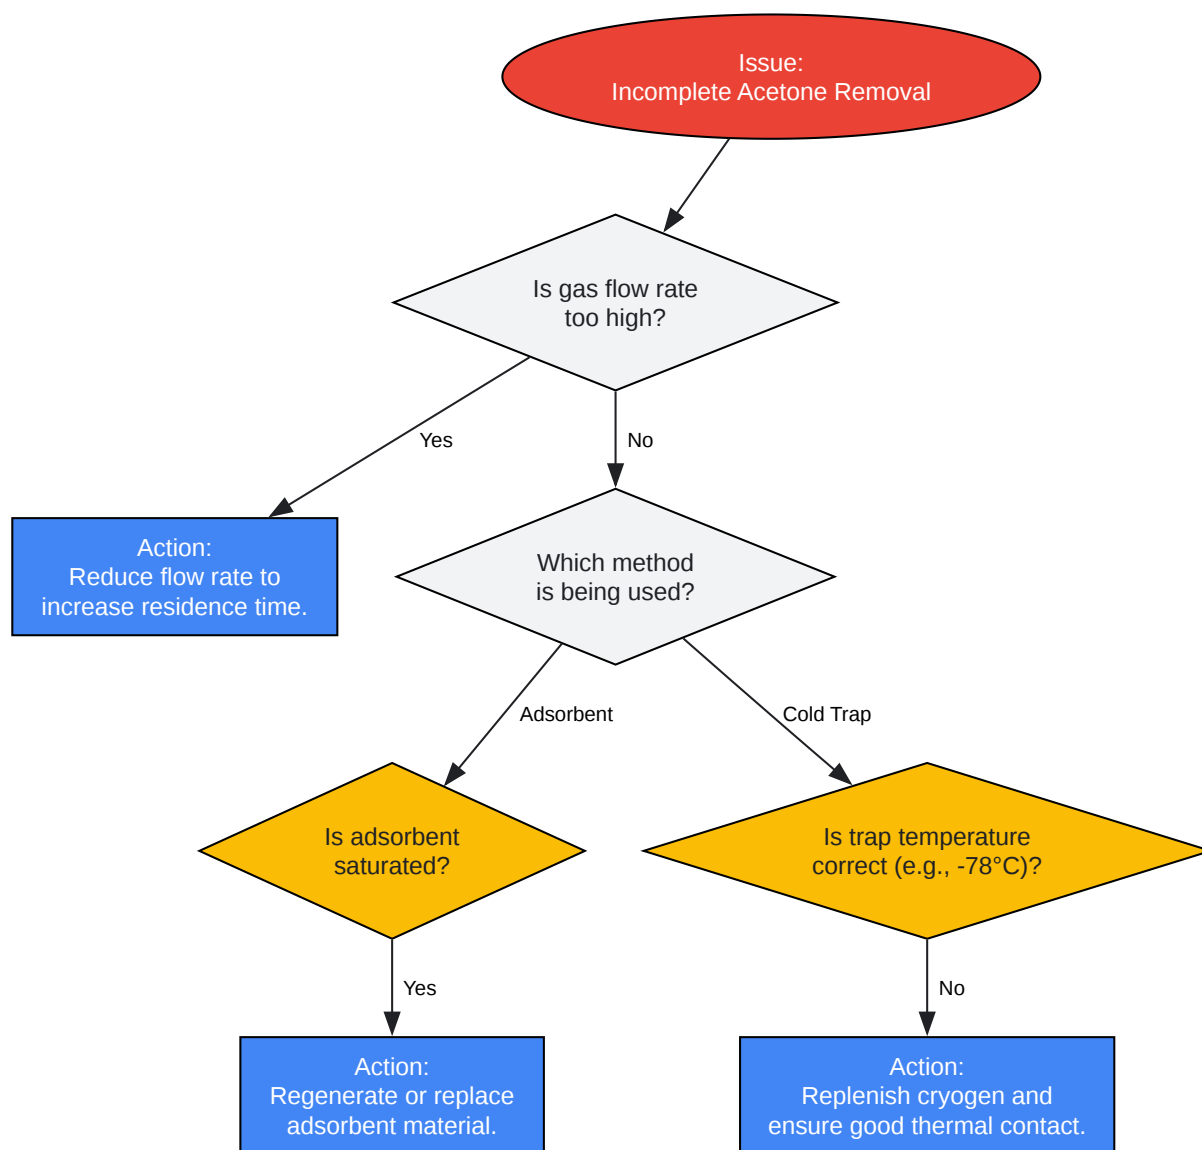 Issue:
Incomplete Acetone Removal
Is gas flow rate
too high?
Yes
No
Action:
Reduce flow rate to
increase residence time.
Which method
is being used?
Adsorbent
Cold Trap
Is adsorbent
saturated?
Is trap temperature
correct (e.g., -78°C)?
Yes
No
Action:
Regenerate or replace
adsorbent material.
Action:
Replenish cryogen and
ensure good thermal contact.